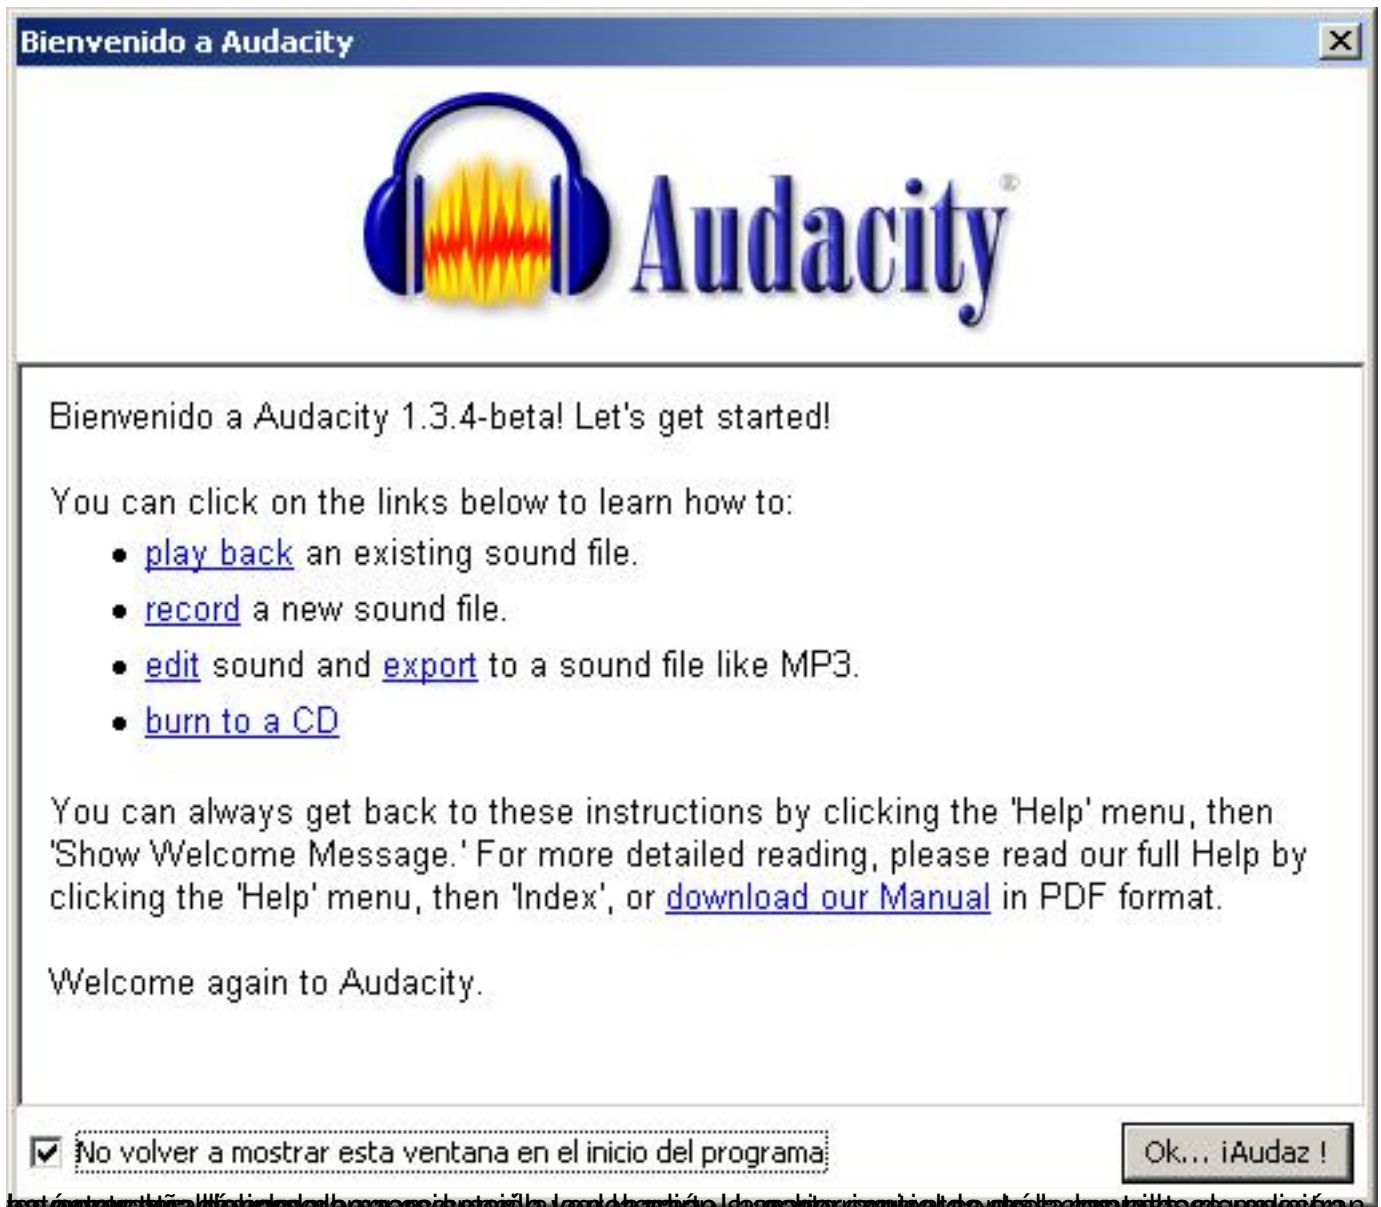 Bienvenido a Audacity
Audacity®
Bienvenido a Audacity 1.3.4-beta! Let's get started!
You can click on the links below to learn how to:
• play back an existing sound file.
• record a new sound file.
• edit sound and export to a sound file like MP3.
• burn to a CD
You can always get back to these instructions by clicking the 'Help' menu, then
'Show Welcome Message.' For more detailed reading, please read our full Help by
clicking the 'Help' menu, then 'Index', or download our Manual in PDF format.
Welcome again to Audacity.
No volver a mostrar esta ventana en el inicio del programa
Ok... ¡Audaz !